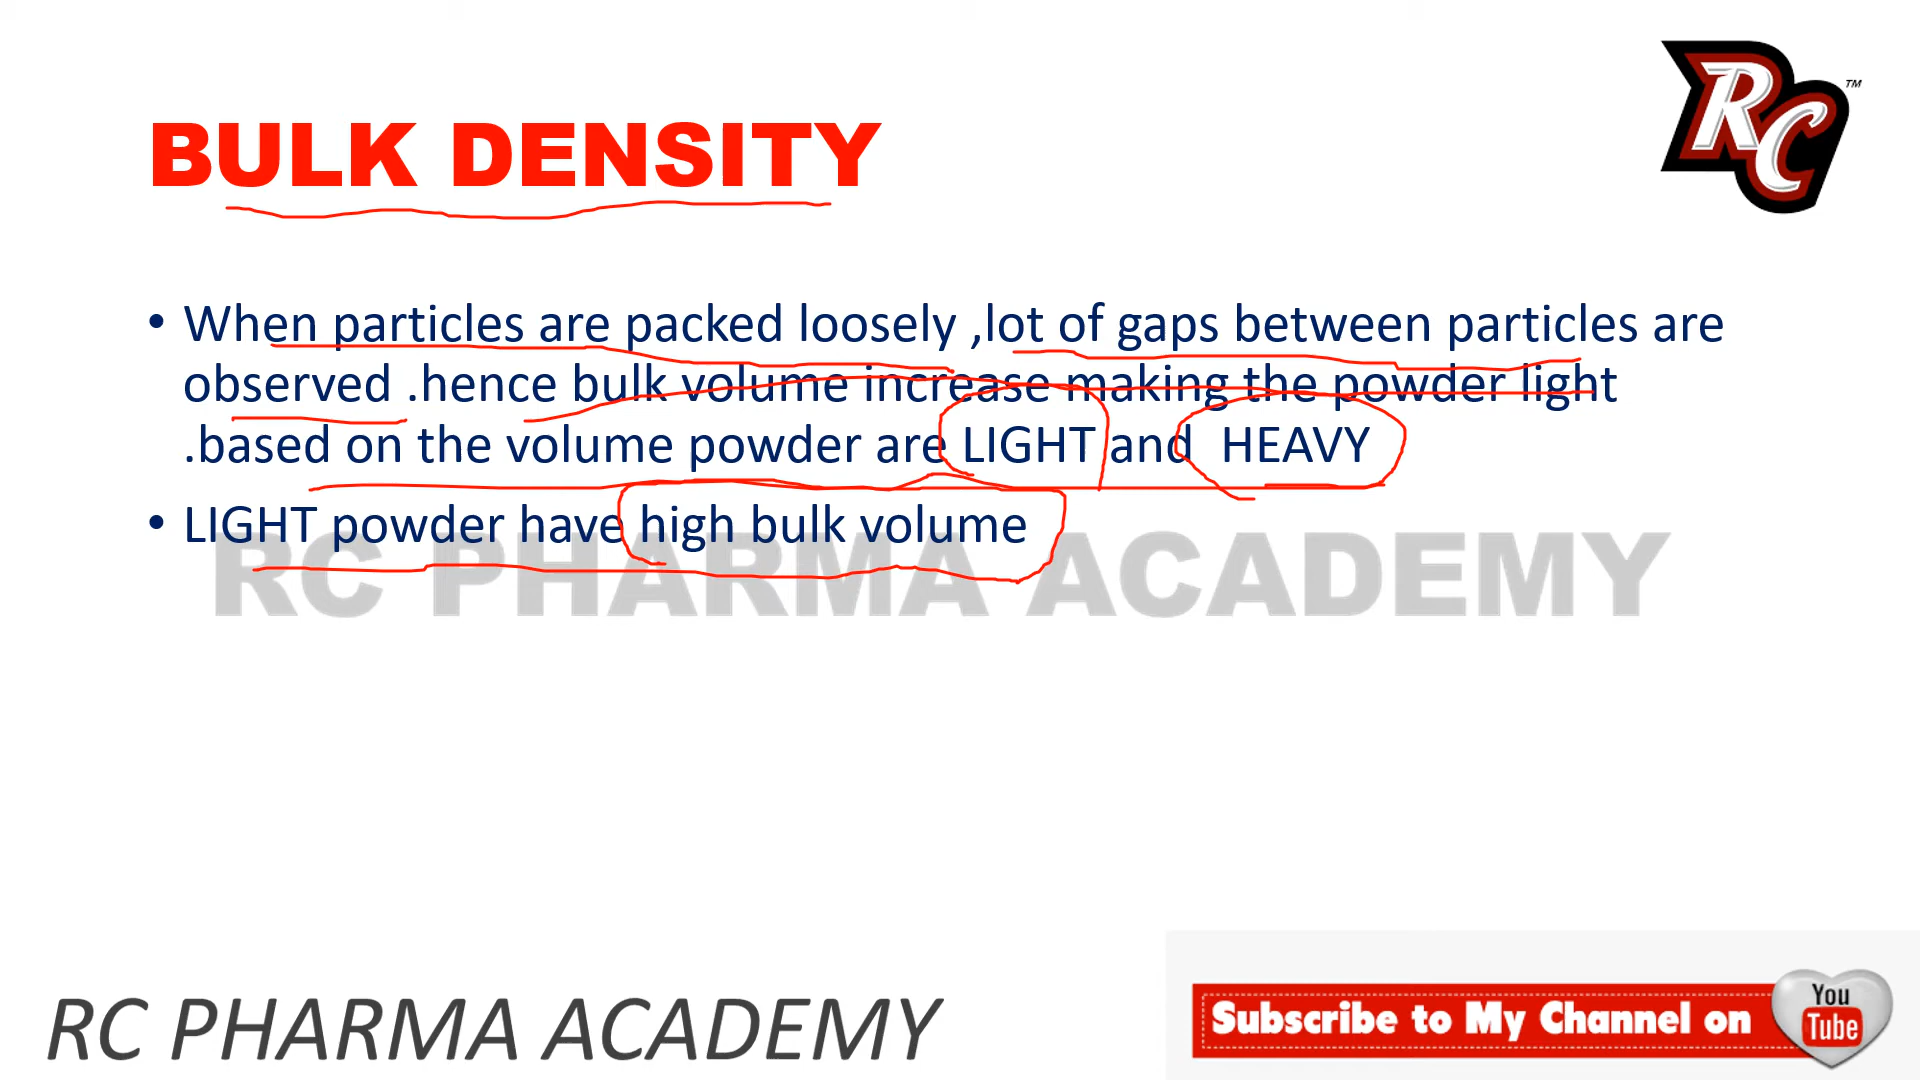 RC™
BULK DENSITY
• When particles are packed loosely ,lot of gaps between particles are
observed .hence bulk volume increase making the powder light
.based on the volume powder are LIGHT and HEAVY
• LIGHT powder have high bulk volume
RC PHARMA ACADEMY
RC PHARMA ACADEMY
Subscribe to My Channel on You Tube